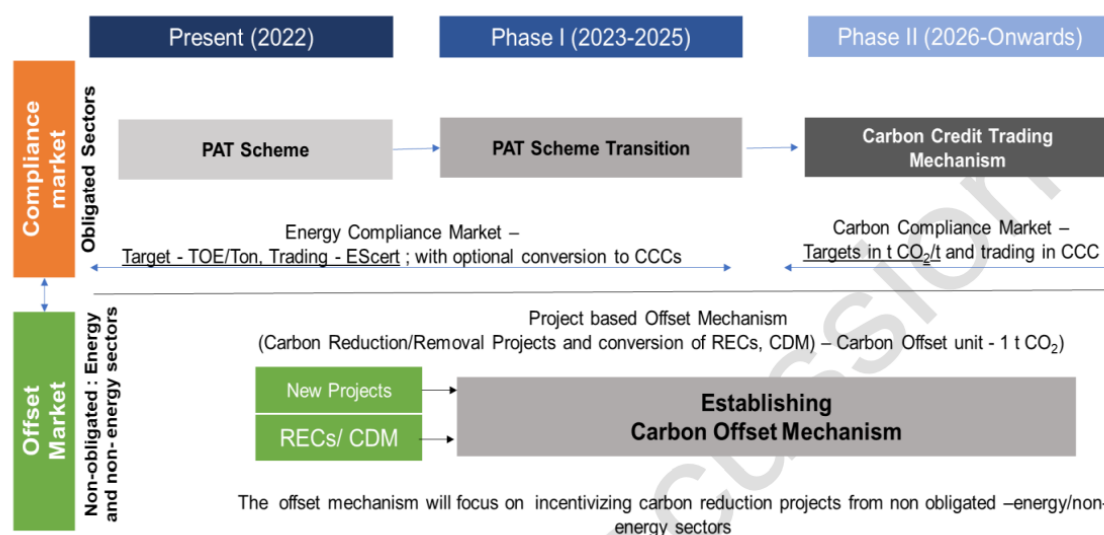 Present (2022)
Phase I (2023-2025)
Phase II (2026-Onwards)
Compliance
market
Obligated Sectors
PAT Scheme
PAT Scheme Transition
Carbon Credit Trading
Mechanism
Energy Compliance Market –
Target - TOE/Ton, Trading - EScert ; with optional conversion to CCCs
Carbon Compliance Market –
Targets in t CO₂/t and trading in CCC
Offset
Market
Non-obligated : Energy
and non- energy sectors
Project based Offset Mechanism
(Carbon Reduction/Removal Projects and conversion of RECs, CDM) – Carbon Offset unit - 1 t CO₂)
New Projects
RECs/ CDM
Establishing
Carbon Offset Mechanism
The offset mechanism will focus on incentivizing carbon reduction projects from non obligated –energy/non-
energy sectors
cussion